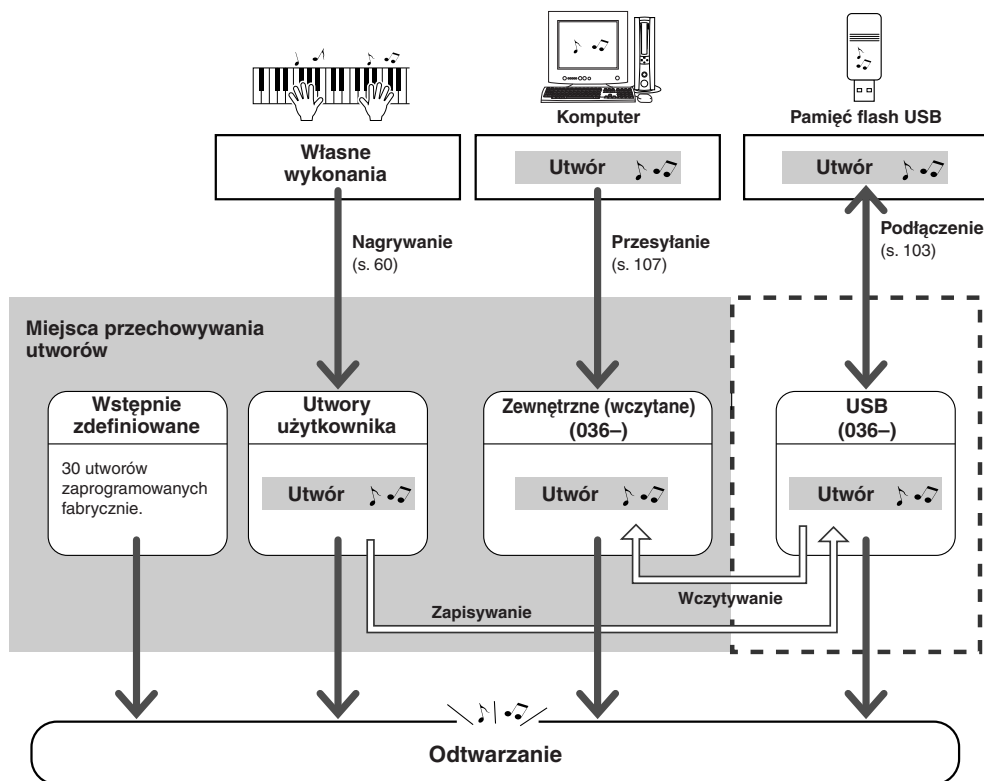 Komputer
Pamięć flash USB
Własne
wykonania
Utwór
Utwór
Nagrywanie
(s. 60)
Przesyłanie
(s. 107)
Podłączenie
(s. 103)
Miejsca przechowywania
utworów
Wstępnie
zdefiniowane
30 utworów
zaprogramowanych
fabrycznie.
Utwory
użytkownika
Utwór
Zewnętrzne (wczytane)
(036–)
Utwór
USB
(036–)
Utwór
Wczytywanie
Zapisywanie
Odtwarzanie